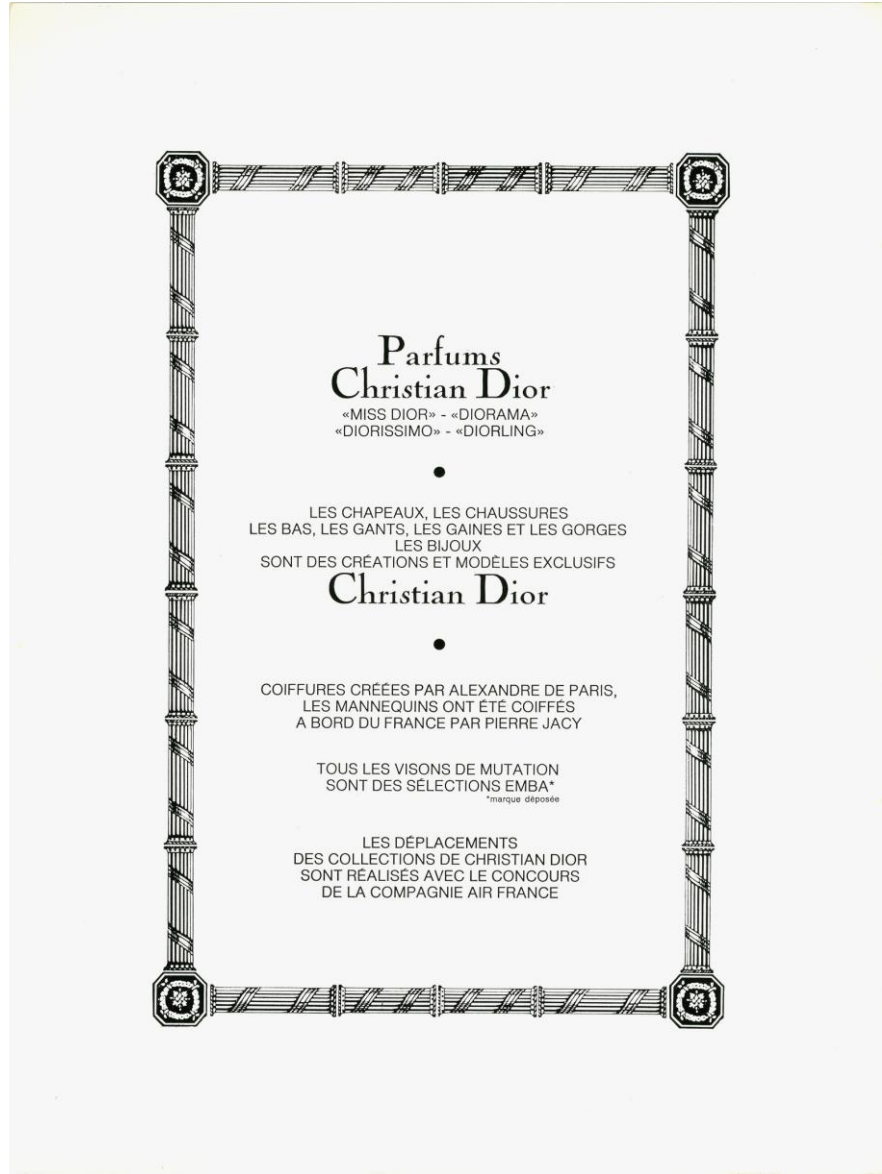 Parfums
Christian Dior
«MISS DIOR» - «DIORAMA»
«DIORISSIMO» - «DIORLING»
LES CHAPEAUX, LES CHAUSSURES
LES BAS, LES GANTS, LES GAINES ET LES GORGES
LES BIJOUX
SONT DES CRÉATIONS ET MODÈLES EXCLUSIFS
Christian Dior
COIFFURES CRÉÉES PAR ALEXANDRE DE PARIS,
LES MANNEQUINS ONT ÉTÉ COIFFÉS
A BORD DU FRANCE PAR PIERRE JACY
TOUS LES VISONS DE MUTATION
SONT DES SÉLECTIONS EMBA*
*marque déposée
LES DÉPLACEMENTS
DES COLLECTIONS DE CHRISTIAN DIOR
SONT RÉALISÉS AVEC LE CONCOURS
DE LA COMPAGNIE AIR FRANCE